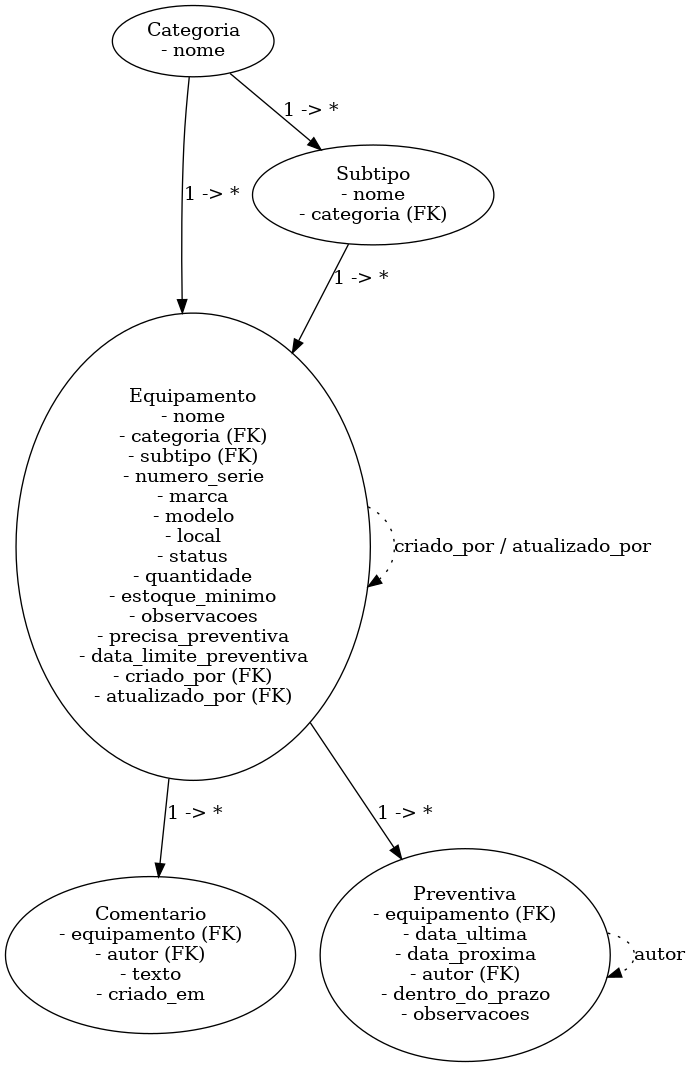 Categoria
- nome
1 -> *
Subtipo
- nome
- categoria (FK)
1 -> *
1 -> *
Equipamento
- nome
- categoria (FK)
- subtipo (FK)
- numero_serie
- marca
- modelo
- local
- status
- quantidade
- estoque_minimo
- observacoes
- precisa_preventiva
- data_limite_preventiva
- criado_por (FK)
- atualizado_por (FK)
criado_por / atualizado_por
1 -> *
1 -> *
Comentario
- equipamento (FK)
- autor (FK)
- texto
- criado_em
Preventiva
- equipamento (FK)
- data_ultima
- data_proxima
- autor (FK)
- dentro_do_prazo
- observacoes
autor